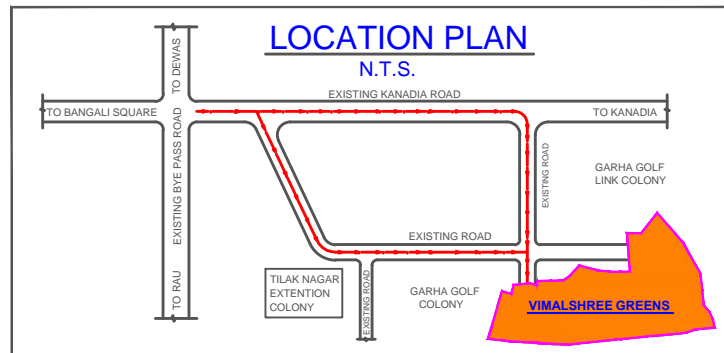 LOCATION PLAN
N.T.S.
TO DEWAS
EXISTING KANADIA ROAD
TO BANGALI SQUARE
TO KANADIA
EXISTING BYE PASS ROAD
EXISTING ROAD
GARHA GOLF
LINK COLONY
EXISTING ROAD
TO RAU
TILAK NAGAR
EXTENTION
COLONY
EXISTING ROAD
GARHA GOLF
COLONY
VIMALSHREE GREENS